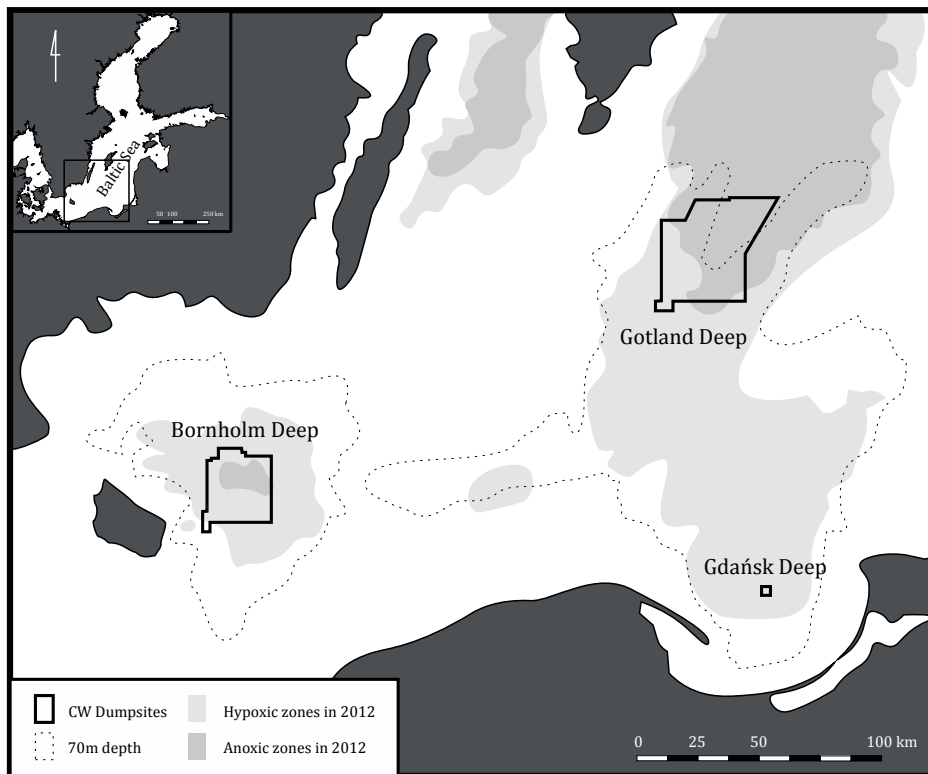 Baltic Sea
50 100 250 km
Gotland Deep
Bornholm Deep
Gdańsk Deep
CW Dumpsites
Hypoxic zones in 2012
70m depth
Anoxic zones in 2012
0 25 50 100 km